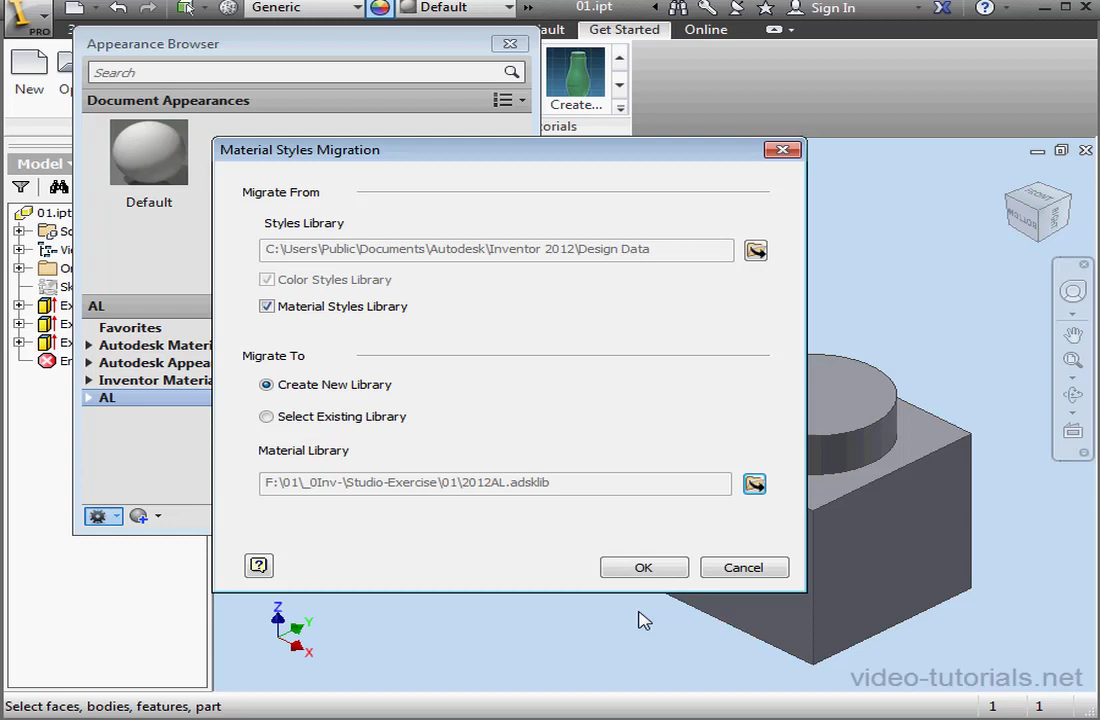 Generic
Default
01.ipt
Sign In
PRO
ault
Get Started
Online
New
Create...
orials
Appearance Browser
Search
Document Appearances
Default
Model
01.ipt
AL
Favorites
Autodesk Materi
Autodesk Appea
Inventor Materia
AL
Material Styles Migration
Migrate From
Styles Library
C:\Users\Public\Documents\Autodesk\Inventor 2012\Design Data
Color Styles Library
Material Styles Library
Migrate To
Create New Library
Select Existing Library
Material Library
F:\01\_0Inv-\Studio-Exercise\01\2012AL.adsklib
OK
Cancel
FRONT
BOTTOM
RIGHT
Z
Y
X
video-tutorials.net
Select faces, bodies, features, part
1
1